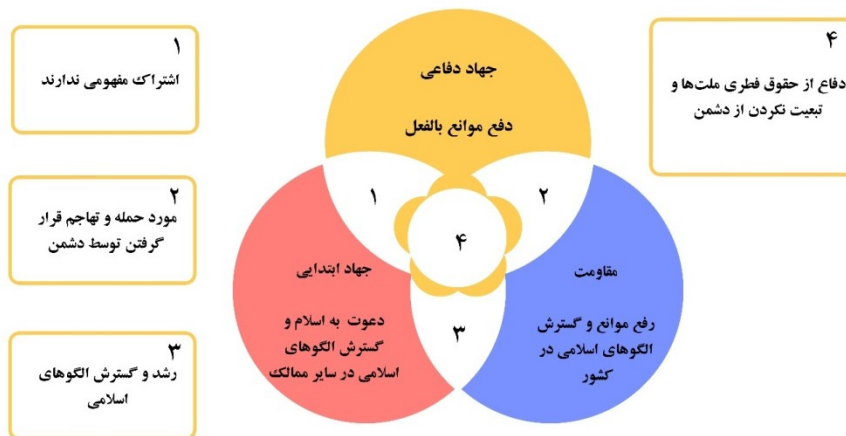 ۱
اشتراک مفهومی ندارند
۲
مورد حمله و تهاجم قرار
گرفتن توسط دشمن
۳
رشد و گسترش الگوهای
اسلامی
۴
دفاع از حقوق فطری ملت‌ها و
تبعیت نکردن از دشمن
جهاد دفاعی
دفع موانع بالفعل
۱
۲
۴
۳
مقاومت
رفع موانع و گسترش
الگوهای اسلامی در
کشور
جهاد ابتدایی
دعوت به اسلام و
گسترش الگوهای
اسلامی در سایر ممالک